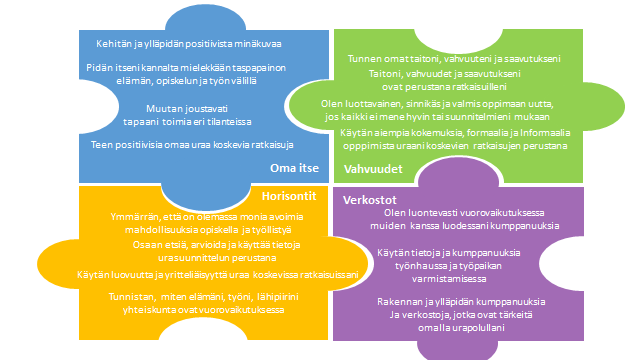 Kehitän ja ylläpidän positiivista minäkuvaa
Pidän itseni kannalta mielekkään taspapainon
elämän, opiskelun ja työn välillä
Muutan joustavati
tapaani toimia eri tilanteissa
Teen positiivisia omaa uraa koskevia ratkaisuja
Oma itse
Tunnen omat taitoni, vahvuuteni ja saavutukseni
Taitoni, vahvuudet ja saavutukseni
ovat perustana ratkaisuilleni
Olen luottavainen, sinnikäs ja valmis oppimaan uutta,
jos kaikki ei mene hyvin tai suunnitelmieni mukaan
Käytän aiempia kokemuksia, formaalia ja Informaalia
opppimista uraani koskevien ratkaisujen perustana
Vahvuudet
Horisontit
Ymmärrän, että on olemassa monia avoimia
mahdollisuuksia opiskella ja työllistyä
Osaan etsiä, arvioida ja käyttää tietoja
urasuunnittelun perustana
Käytän luovuutta ja yritteliäisyyttä uraa koskevissa ratkaisuissani
Tunnistan, miten elämäni, työni, lähipiirini
yhteiskunta ovat vuorovaikutuksessa
Verkostot
Olen luontevasti vuorovaikutuksessa
muiden kanssa luodessani kumppanuuksia
Käytän tietoja ja kumppanuuksia
työnhaussa ja työpaikan
varmistamisessa
Rakennan ja ylläpidän kumppanuuksia
Ja verkostoja, jotka ovat tärkeitä
omalla urapolullani